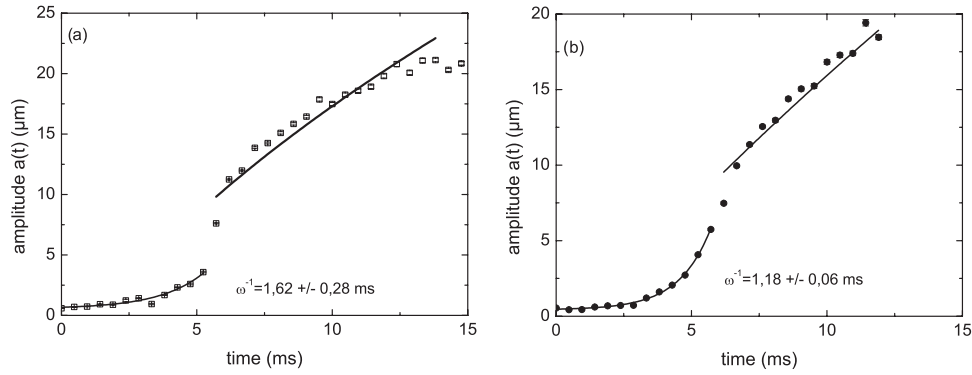 (a)
amplitude a(t) (μm)
25
20
15
10
5
0
ω⁻¹=1,62 +/- 0,28 ms
0 5 10 15
time (ms)
(b)
amplitude a(t) (μm)
20
15
10
5
0
ω⁻¹=1,18 +/- 0,06 ms
0 5 10 15
time (ms)